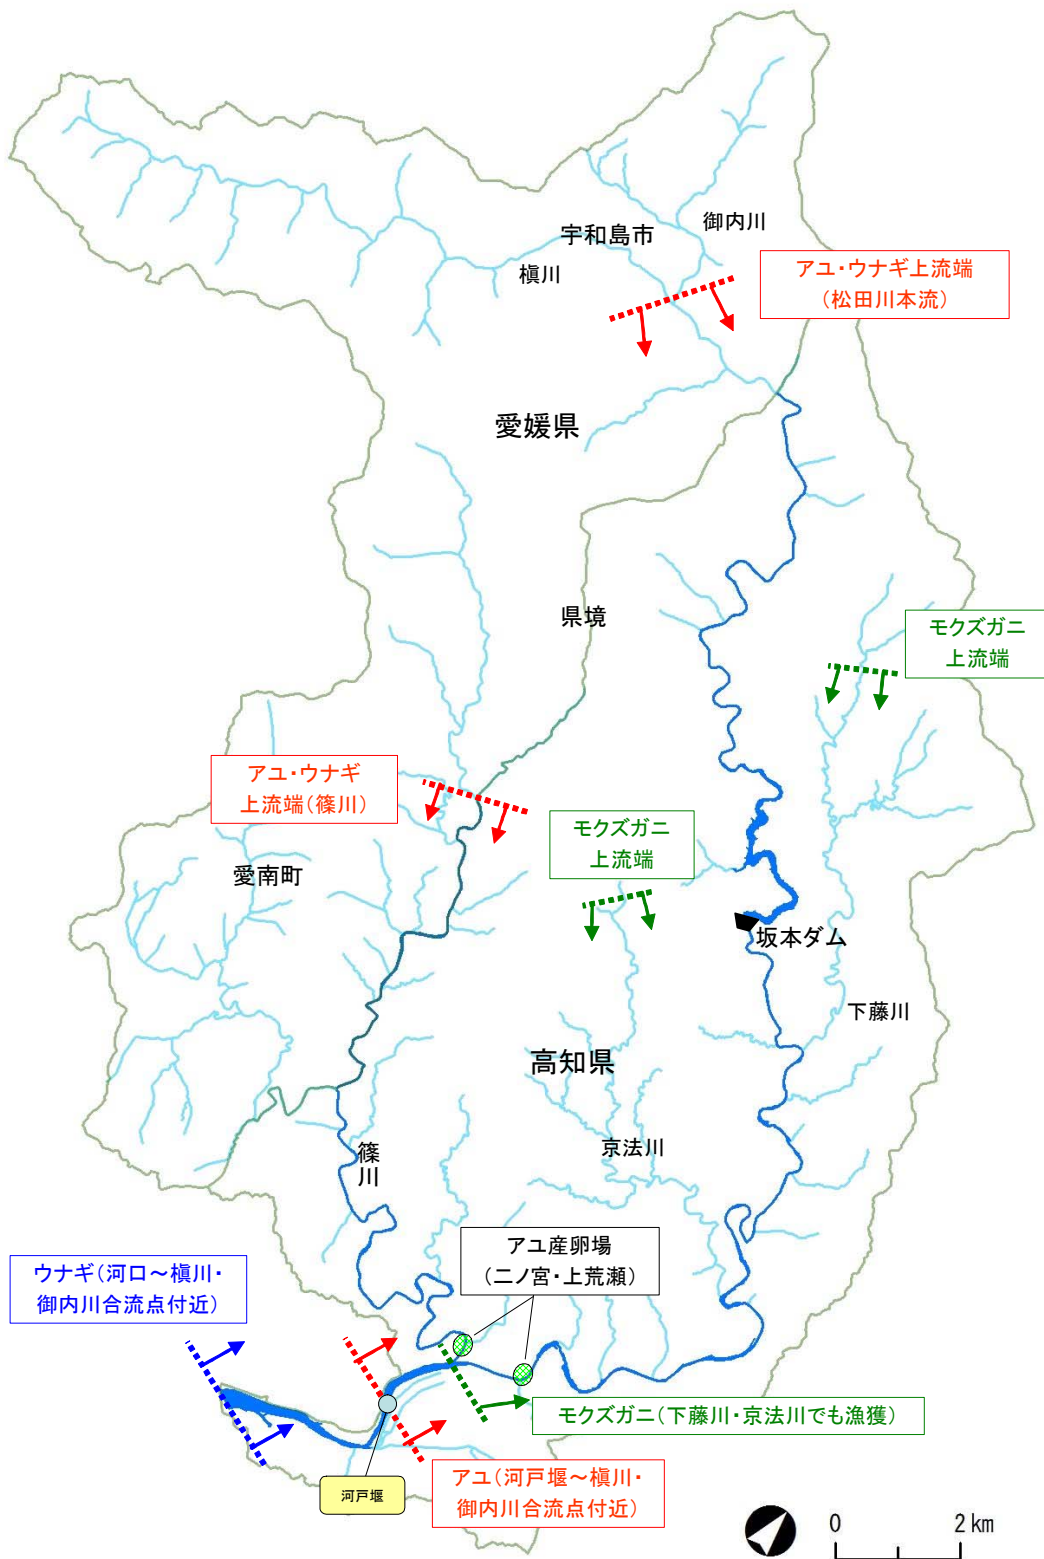 御内川
宇和島市
槇川
アユ・ウナギ上流端
（松田川本流）
愛媛県
県境
モクズガニ
上流端
アユ・ウナギ
上流端（篠川）
モクズガニ
上流端
愛南町
坂本ダム
下藤川
高知県
京法川
篠川
アユ産卵場
（二ノ宮・上荒瀬）
ウナギ（河口～槇川・
御内川合流点付近）
モクズガニ（下藤川・京法川でも漁獲）
河戸堰
アユ（河戸堰～槇川・
御内川合流点付近）
0 2 km